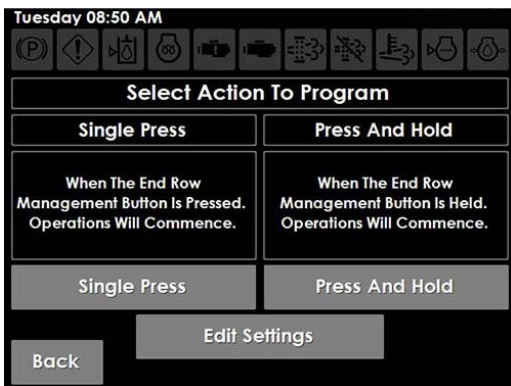 Tuesday 08:50 AM
(P)
Select Action To Program
Single Press
Press And Hold
When The End Row
Management Button Is Pressed.
Operations Will Commence.
When The End Row
Management Button Is Held.
Operations Will Commence.
Single Press
Press And Hold
Edit Settings
Back